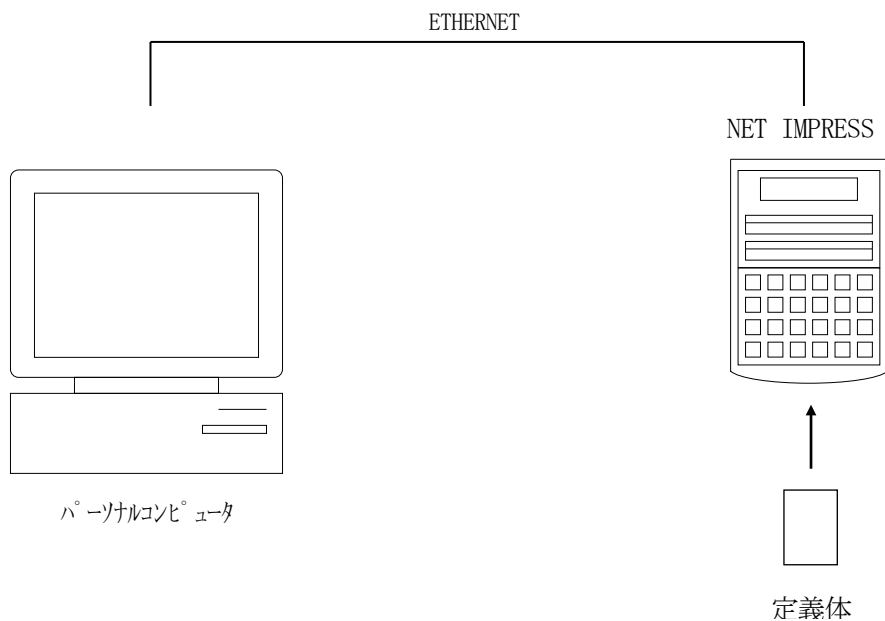 ETHERNET
NET IMPRESS
ﾊﾟｰｿﾅﾙｺﾝﾋﾟｭｰﾀ
定義体